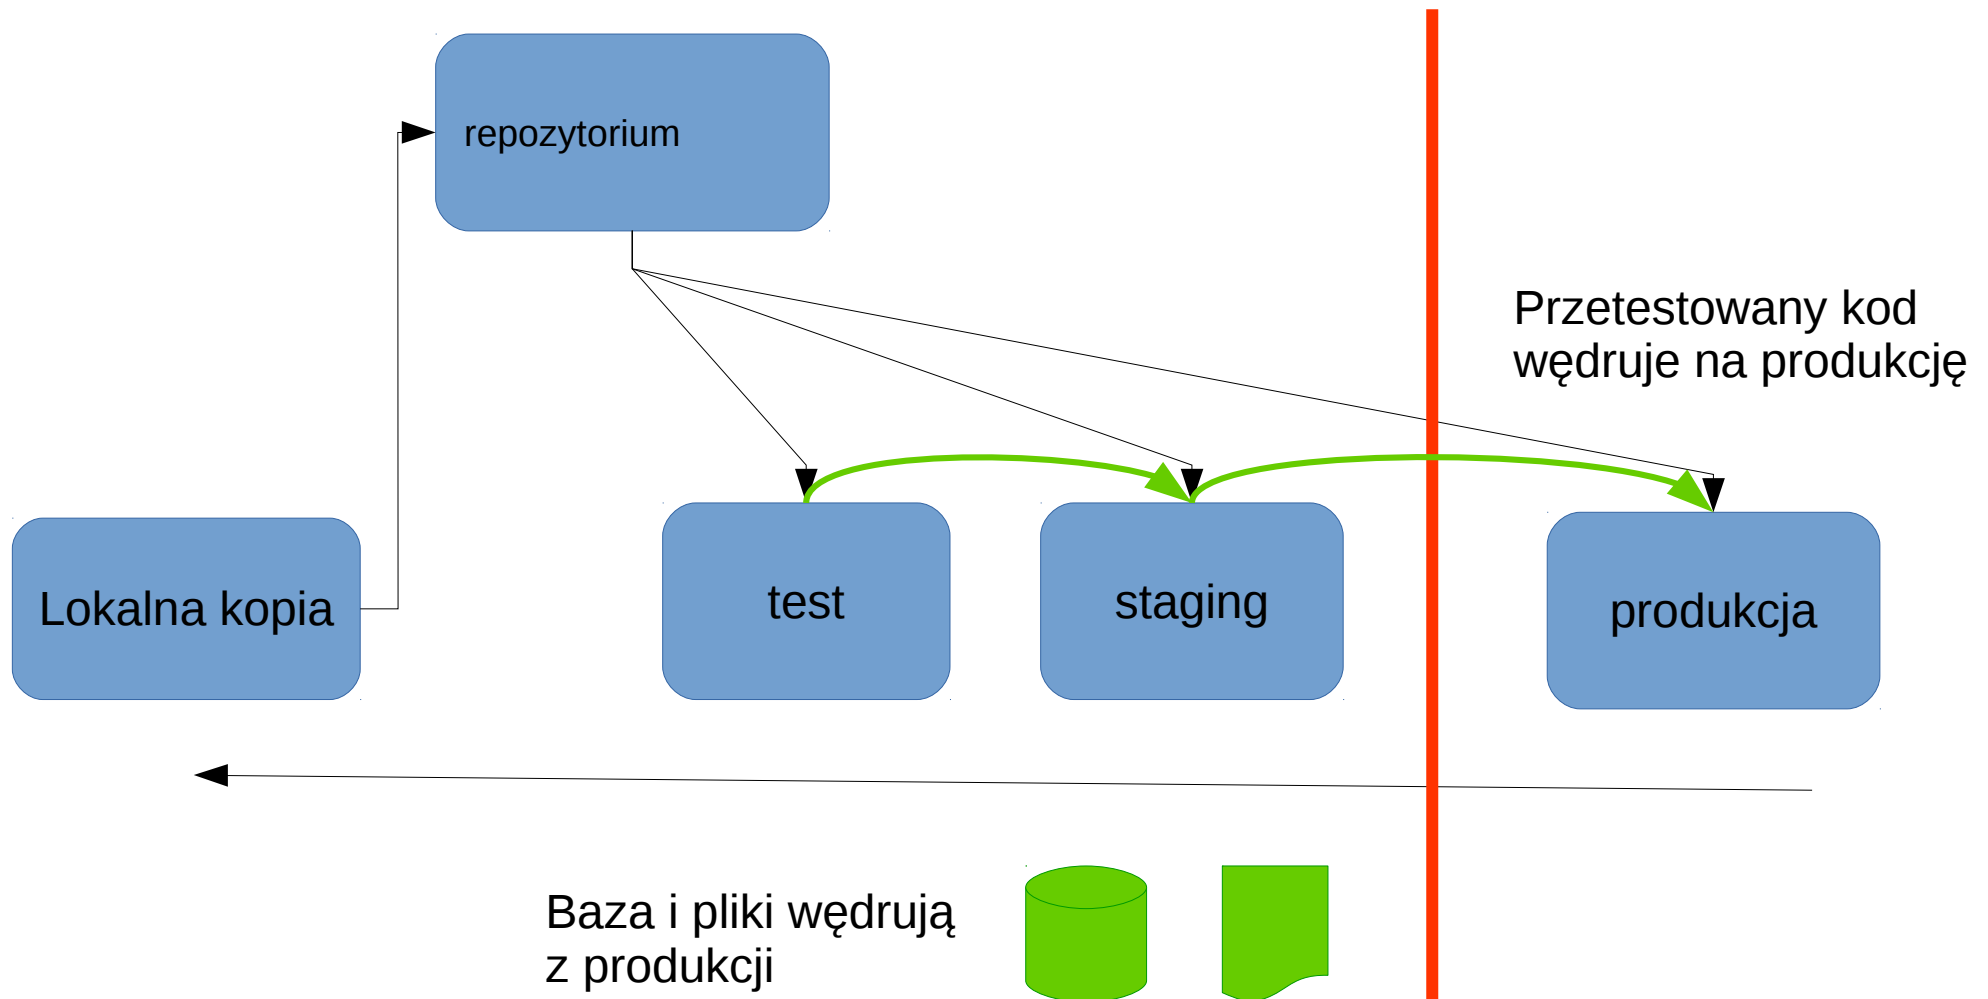 repozytorium
Przetestowany kod
wędruje na produkcję
Lokalna kopia
test
staging
produkcja
Baza i pliki wędrują
z produkcji